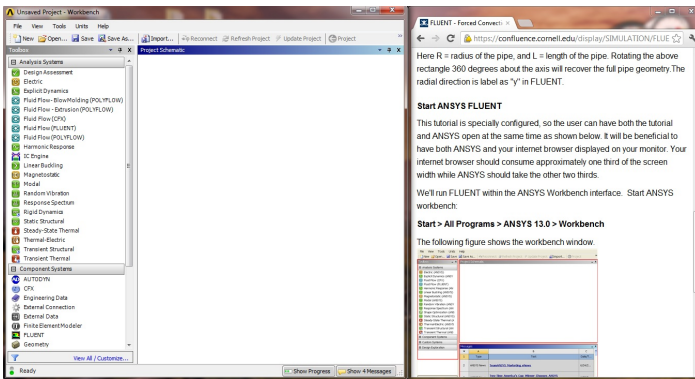 Unsaved Project - Workbench
File View Tools Units Help
New Open... Save Save As... Import... Reconnect Refresh Project Update Project Project
Toolbox
Project Schematic
Analysis Systems
Design Assessment
Electric
Explicit Dynamics
Fluid Flow-BlowMolding (POLYFLOW)
Fluid Flow-Extrusion (POLYFLOW)
Fluid Flow (CFX)
Fluid Flow (FLUENT)
Fluid Flow (POLYFLOW)
Harmonic Response
IC Engine
Linear Buckling
Magnetostatic
Modal
Random Vibration
Response Spectrum
Rigid Dynamics
Static Structural
Steady-State Thermal
Thermal-Electric
Transient Structural
Transient Thermal
Component Systems
AUTODYN
CFX
Engineering Data
External Connection
External Data
Finite Element Modeler
FLUENT
Geometry
View All / Customize...
Ready
Show Progress
Show 4 Messages
FLUENT - Forced Convecti
https://confluence.cornell.edu/display/SIMULATION/FLUE
Here R = radius of the pipe, and L = length of the pipe. Rotating the above
rectangle 360 degrees about the axis will recover the full pipe geometry.The
radial direction is label as "y" in FLUENT.
Start ANSYS FLUENT
This tutorial is specially configured, so the user can have both the tutorial
and ANSYS open at the same time as shown below. It will be beneficial to
have both ANSYS and your internet browser displayed on your monitor. Your
internet browser should consume approximately one third of the screen
width while ANSYS should take the other two thirds.
We'll run FLUENT within the ANSYS Workbench interface. Start ANSYS
workbench:
Start > All Programs > ANSYS 13.0 > Workbench
The following figure shows the workbench window.